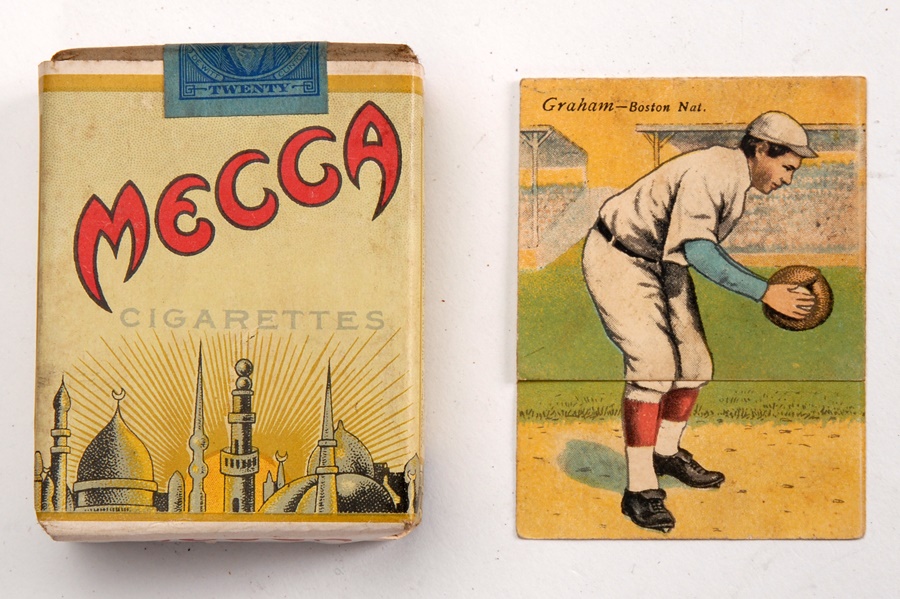 TWENTY
MECCA
CIGARETTES
Graham—Boston Nat.